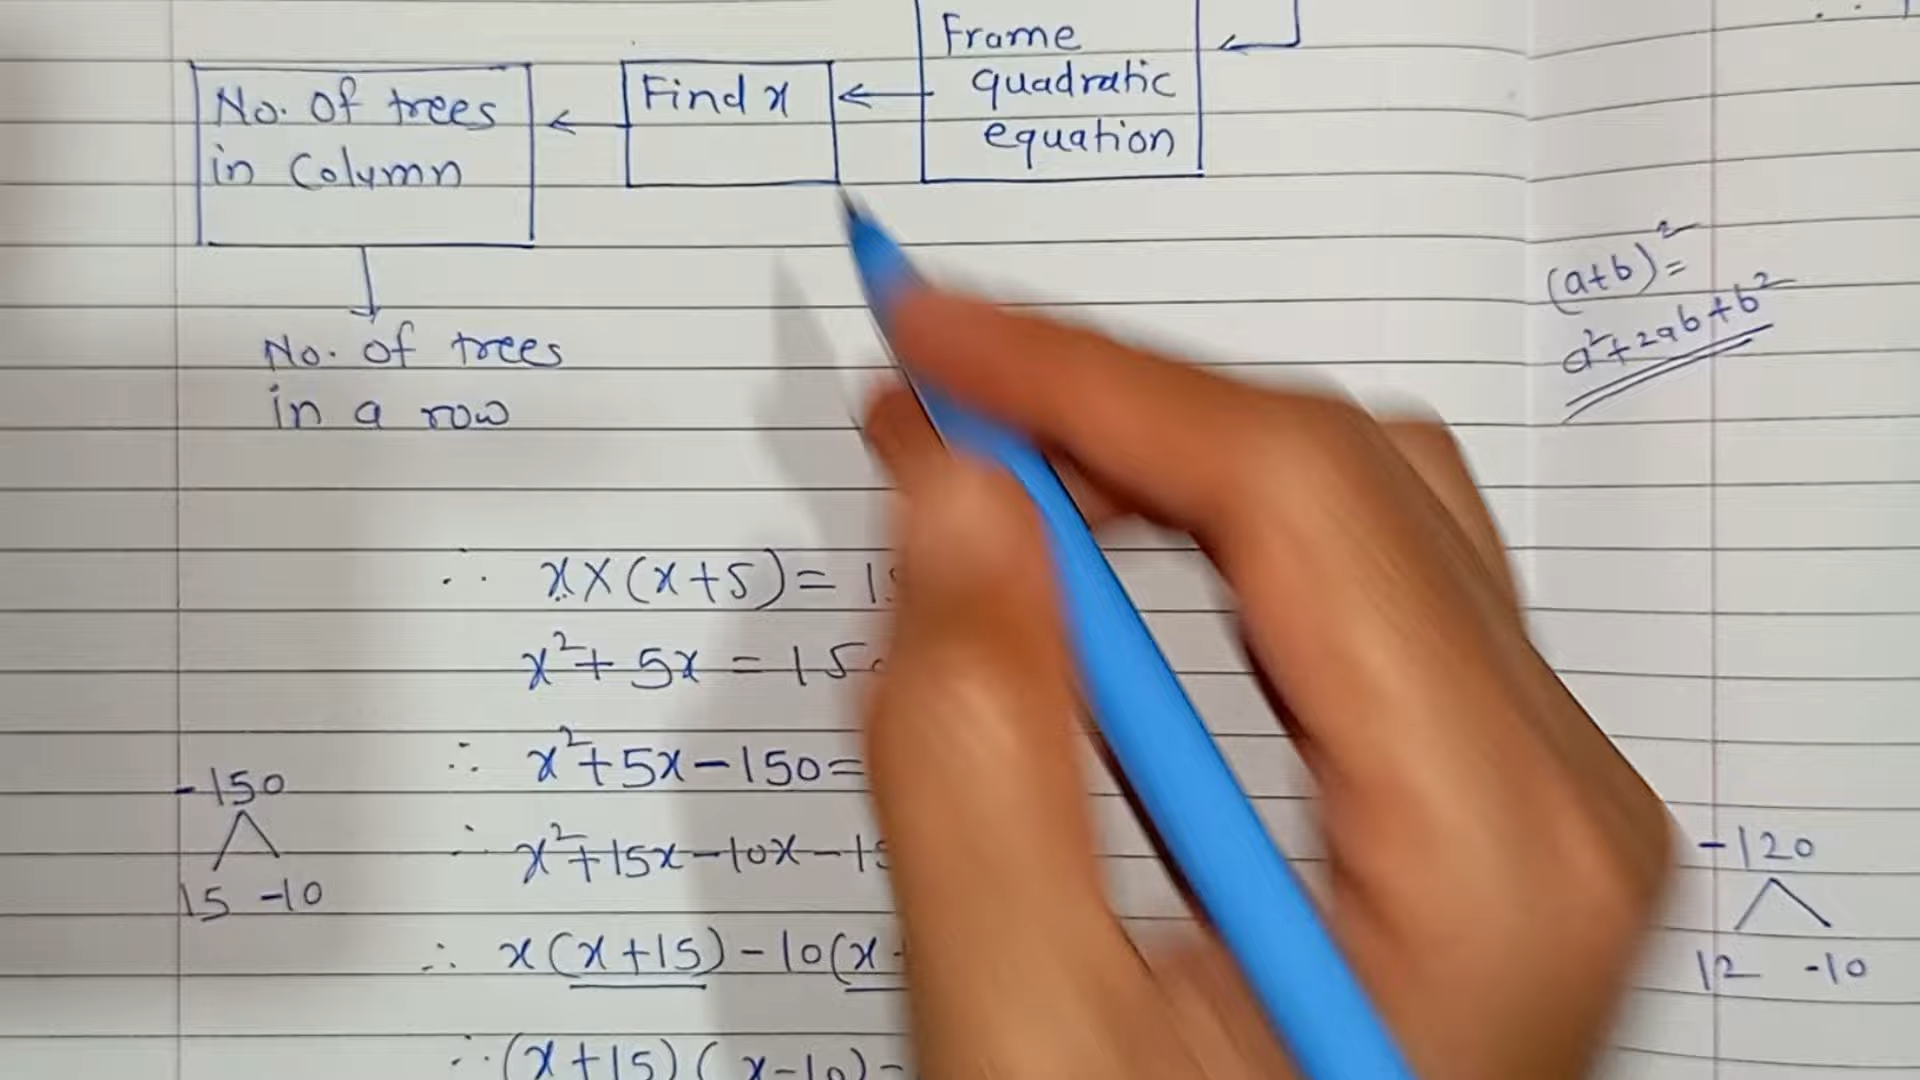 Frame
quadratic
equation
Find x
No. Of trees
in Column
No. Of trees
in a row
(a+b)² =
a²+2ab+b²
∴ x×(x+5)= 15
x²+ 5x = 150
∴ x²+5x-150=
∴ x²+15x-10x-15
∴ x(x+15)-10(x
∴ (x+15)(x-10)
-150
15 -10
-120
12 -10